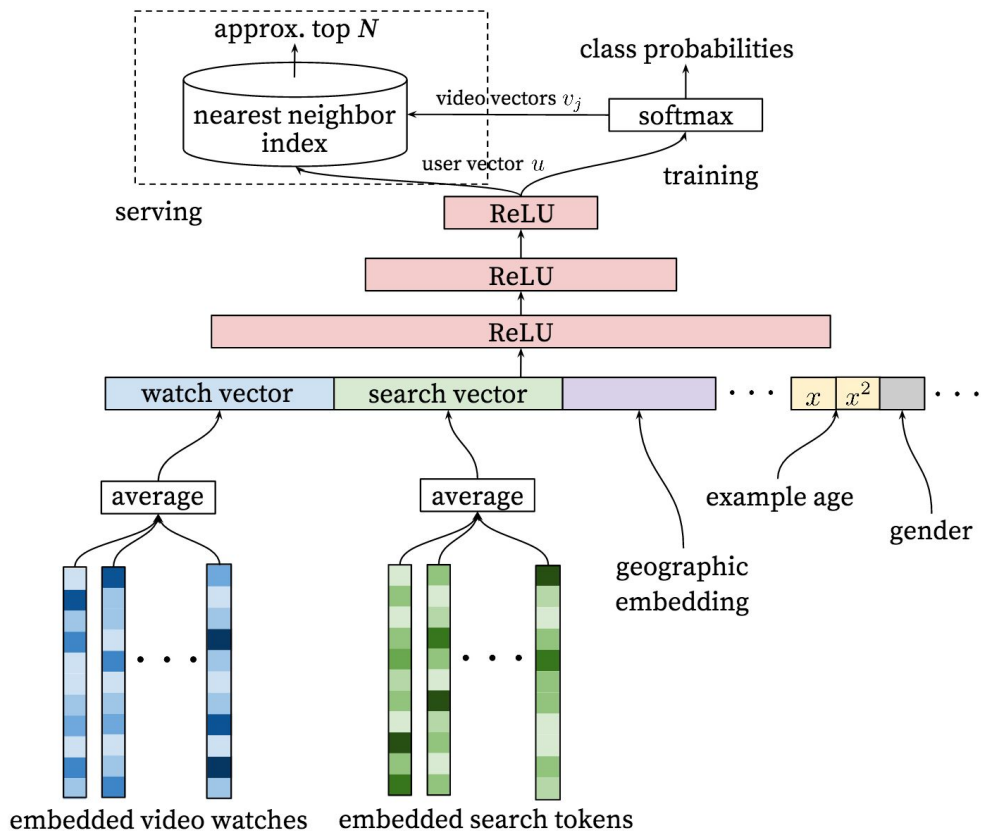 approx. top N
class probabilities
nearest neighbor
index
video vectors v_j
softmax
user vector u
training
serving
ReLU
ReLU
ReLU
watch vector
search vector
. . .
x
x²
. . .
average
average
example age
gender
geographic
embedding
. . .
. . .
embedded video watches
embedded search tokens